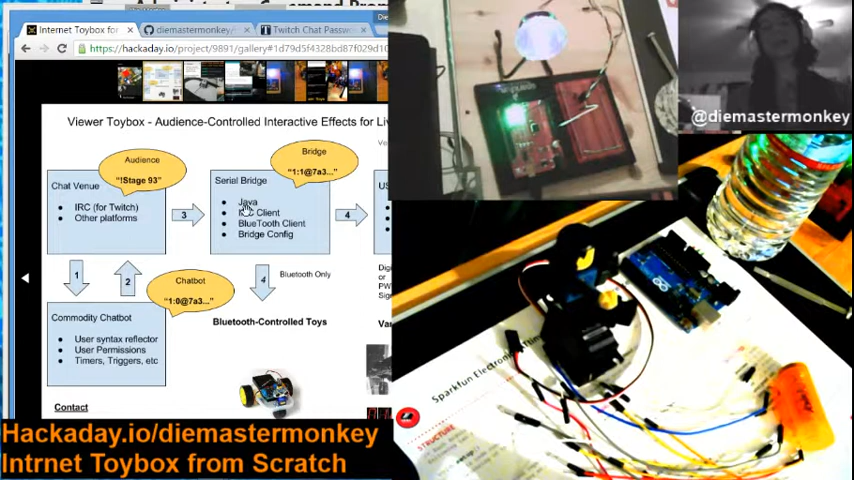 Internet Toybox for
diemastermonkey/
Twitch Chat Passw
https://hackaday.io/project/9891/gallery#1d79d5f4328bd87f029d10
Viewer Toybox - Audience-Controlled Interactive Effects for Li
Audience
"!Stage 93"
Bridge
"1:1@7a3..."
Chat Venue
IRC (for Twitch)
Other platforms
3
Serial Bridge
Java
Client
BlueTooth Client
Bridge Config
4
1
2
Chatbot
"1:0@7a3..."
4
Bluetooth Only
Commodity Chatbot
User syntax reflector
User Permissions
Timers, Triggers, etc
Bluetooth-Controlled Toys
Contact
@diemastermonkey
Sparkfun Electronic
STRUCTURE
Hackaday.io/diemastermonkey
Intrnet Toybox from Scratch